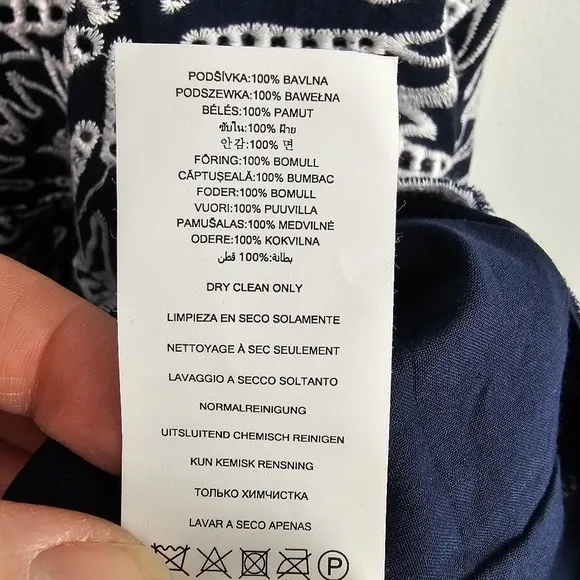 PODŠÍVKA:100% BAVLNA
PODSZEWKA:100% BAWEŁNA
BÉLÉS:100% PAMUT
ซับใน:100% ฝ้าย
안감:100% 면
FÔRING:100% BOMULL
CĂPTUŞEALĂ:100% BUMBAC
FODER:100% BOMULL
VUORI:100% PUUVILLA
PAMUŠALAS:100% MEDVILNĖ
ODERE:100% KOKVILNA
بطانة:100% قطن
DRY CLEAN ONLY
LIMPIEZA EN SECO SOLAMENTE
NETTOYAGE À SEC SEULEMENT
LAVAGGIO A SECCO SOLTANTO
NORMALREINIGUNG
UITSLUITEND CHEMISCH REINIGEN
KUN KEMISK RENSNING
ТОЛЬКО ХИМЧИСТКА
LAVAR A SECO APENAS
P